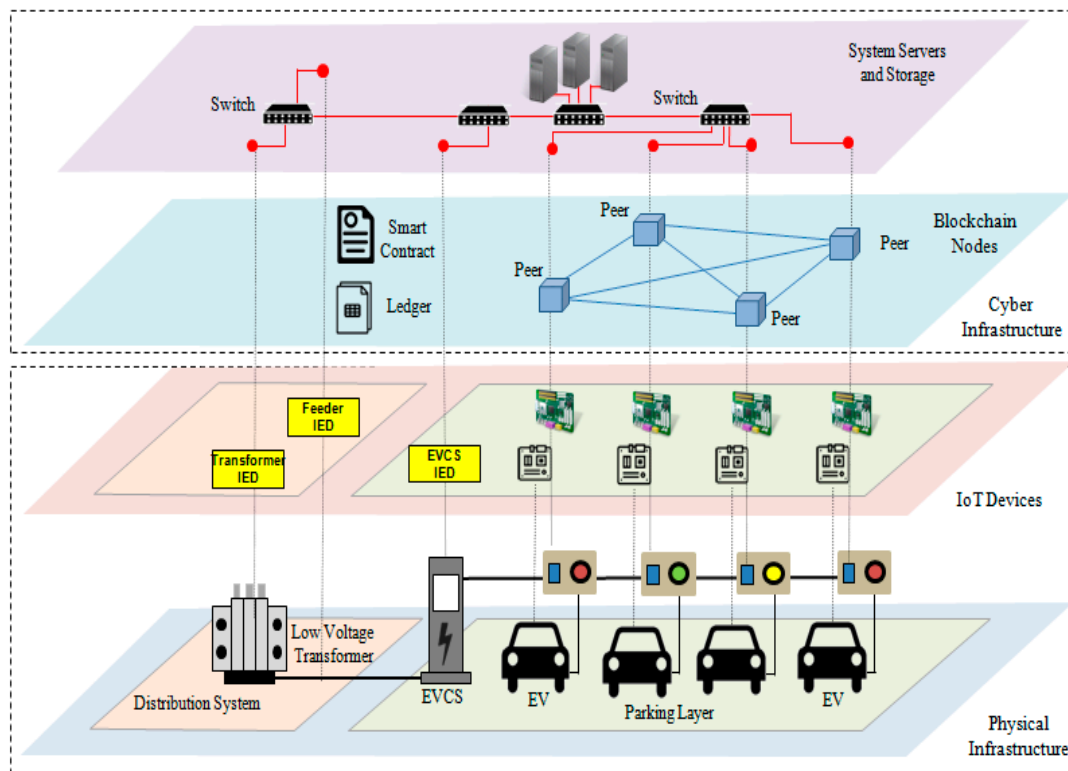 System Servers
and Storage
Switch
Switch
Peer
Smart
Contract
Blockchain
Nodes
Peer
Peer
Ledger
Peer
Cyber
Infrastructure
Feeder
IED
Transformer
IED
EVCS
IED
IoT Devices
Low Voltage
Transformer
Distribution System
EVCS
EV
Parking Layer
EV
Physical
Infrastructure